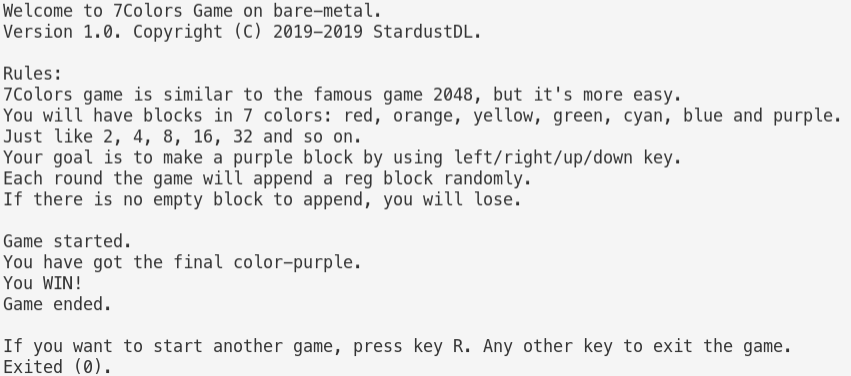 Welcome to 7Colors Game on bare-metal.
Version 1.0. Copyright (C) 2019-2019 StardustDL.
Rules:
7Colors game is similar to the famous game 2048, but it's more easy.
You will have blocks in 7 colors: red, orange, yellow, green, cyan, blue and purple.
Just like 2, 4, 8, 16, 32 and so on.
Your goal is to make a purple block by using left/right/up/down key.
Each round the game will append a reg block randomly.
If there is no empty block to append, you will lose.
Game started.
You have got the final color-purple.
You WIN!
Game ended.
If you want to start another game, press key R. Any other key to exit the game.
Exited (0).